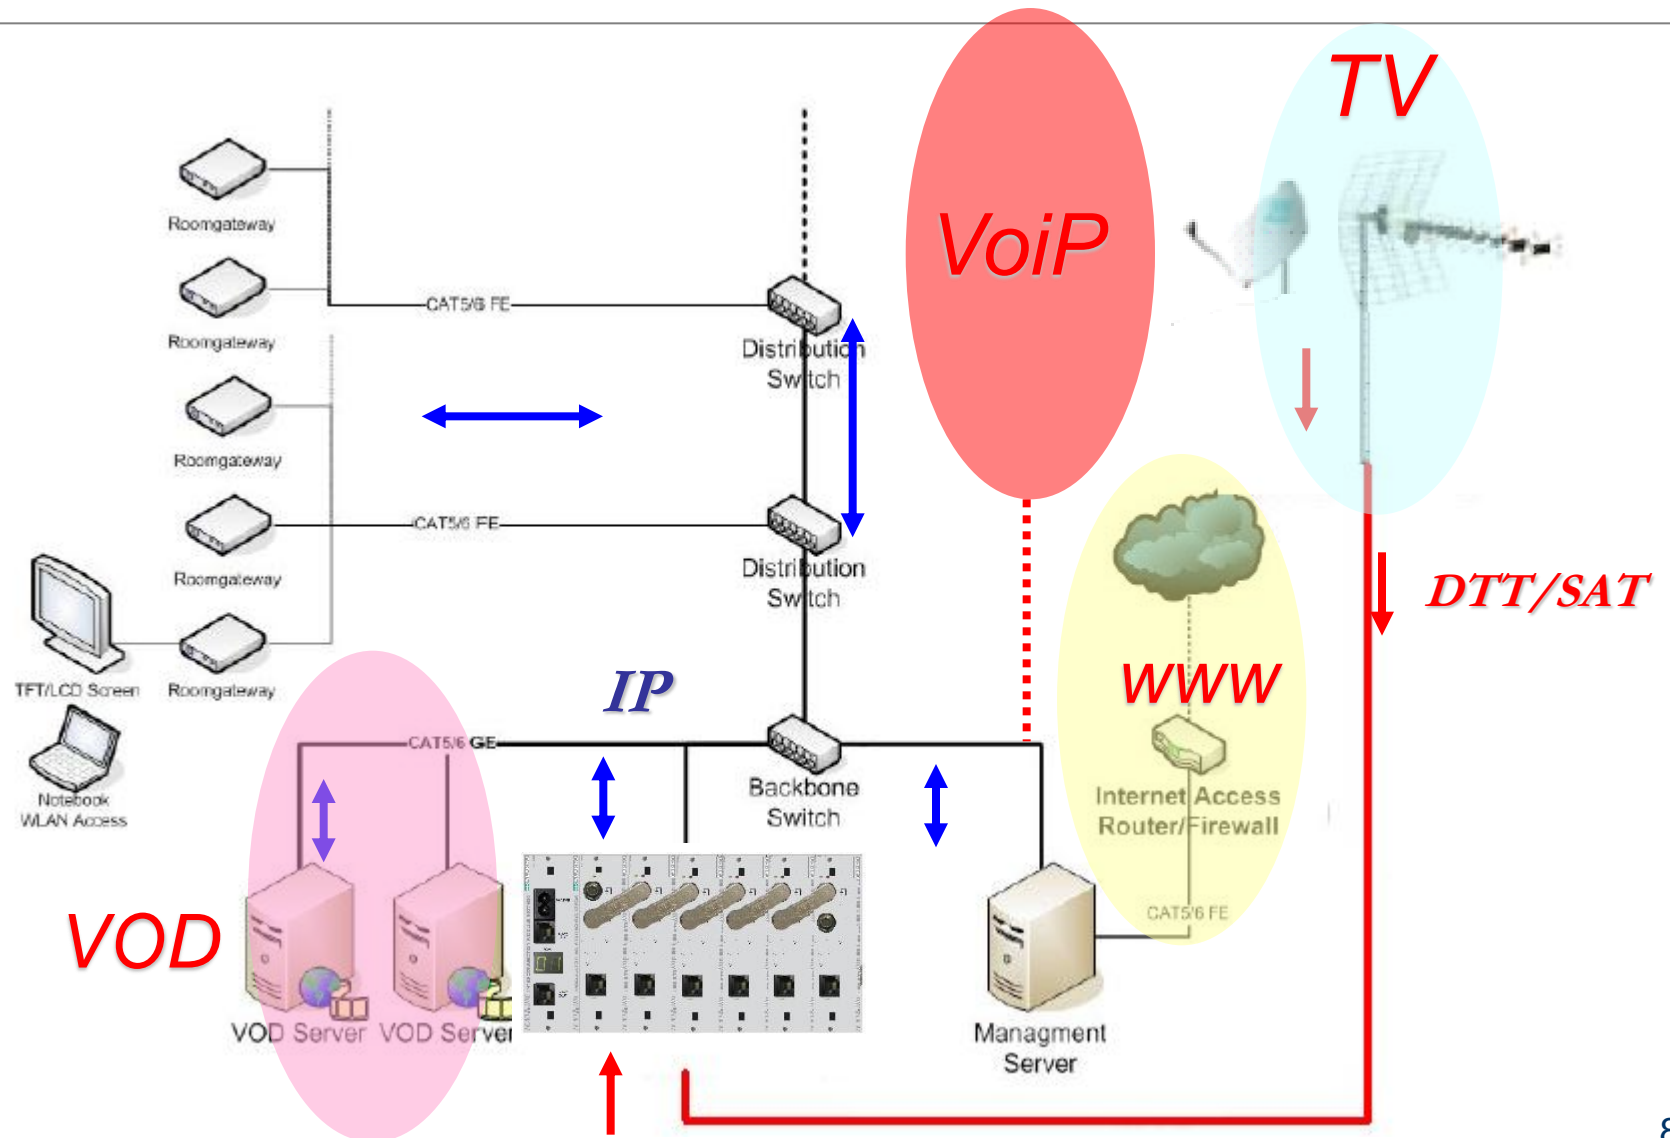 TV
VoiP
Roomgateway
CAT5/6 FE
Roomgateway
Distribution
Switch
Roomgateway
CAT5/6 FE
Roomgateway
Distribution
Switch
DTT/SAT
TFT/LCD Screen
Roomgateway
IP
www
CAT5/6 GE
Backbone
Switch
Internet Access
Router/Firewall
Notebook
WLAN Access
VOD
CAT5/6 FE
VOD Server
VOD Server
Managment
Server